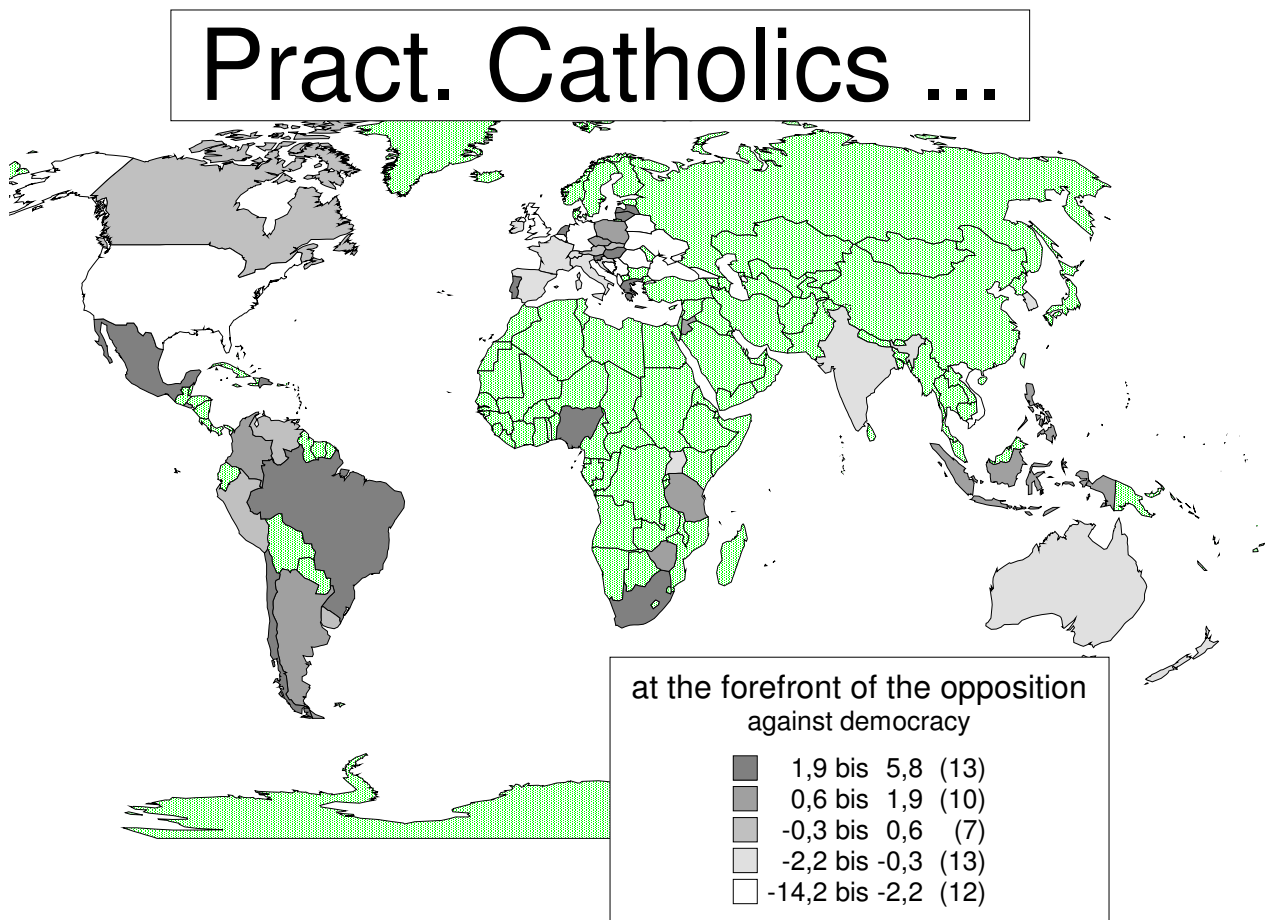 Pract. Catholics ...
at the forefront of the opposition
against democracy
1,9 bis 5,8 (13)
0,6 bis 1,9 (10)
-0,3 bis 0,6 (7)
-2,2 bis -0,3 (13)
-14,2 bis -2,2 (12)